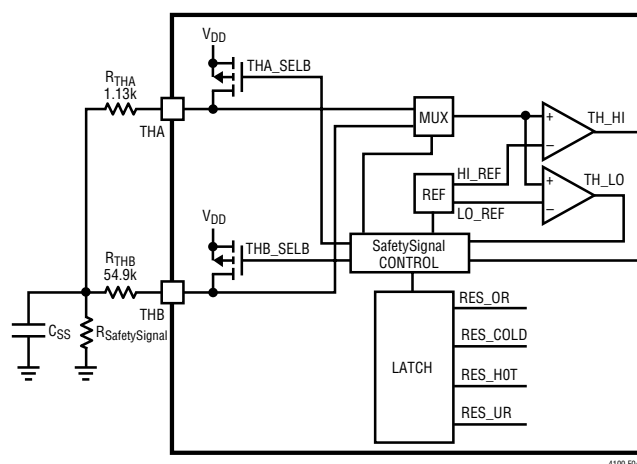 VDD
THA_SELB
RTHA
1.13k
THA
MUX
+
–
TH_HI
HI_REF
REF
LO_REF
+
–
TH_LO
VDD
THB_SELB
SafetySignal
CONTROL
RTHB
54.9k
THB
CSS
RSafetySignal
LATCH
RES_OR
RES_COLD
RES_H0T
RES_UR